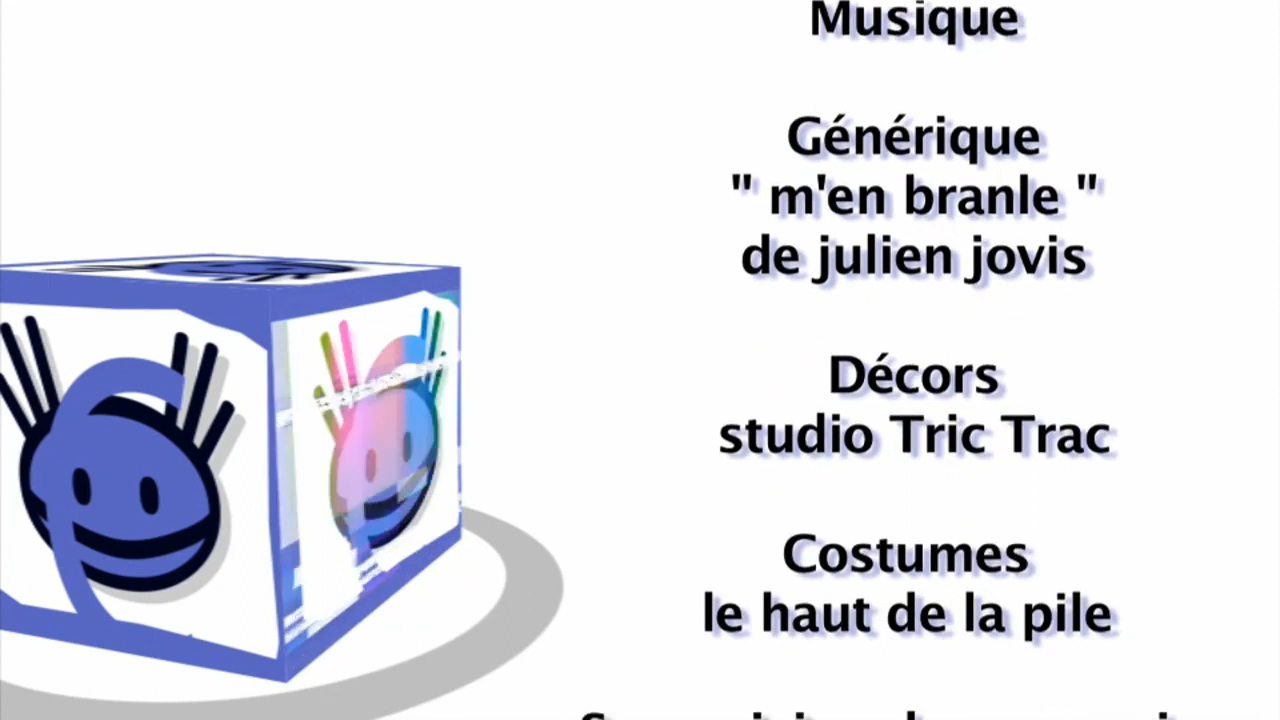 Musique
Générique
" m'en branle "
de julien jovis
Décors
studio Tric Trac
Costumes
le haut de la pile